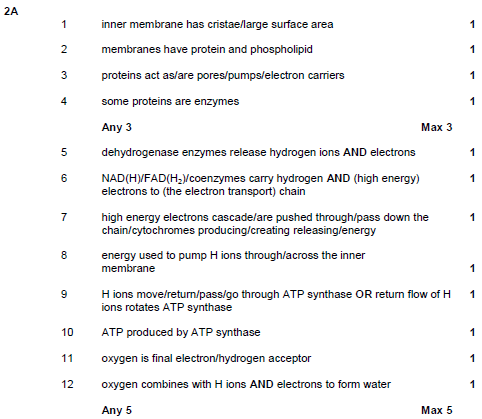 2A
1 inner membrane has cristae/large surface area 1
2 membranes have protein and phospholipid 1
3 proteins act as/are pores/pumps/electron carriers 1
4 some proteins are enzymes 1
Any 3 Max 3
5 dehydrogenase enzymes release hydrogen ions AND electrons 1
6 NAD(H)/FAD(H₂)/coenzymes carry hydrogen AND (high energy) 1
electrons to (the electron transport) chain
7 high energy electrons cascade/are pushed through/pass down the 1
chain/cytochromes producing/creating releasing/energy
8 energy used to pump H ions through/across the inner
membrane 1
9 H ions move/return/pass/go through ATP synthase OR return flow of H 1
ions rotates ATP synthase
10 ATP produced by ATP synthase 1
11 oxygen is final electron/hydrogen acceptor 1
12 oxygen combines with H ions AND electrons to form water 1
Any 5 Max 5